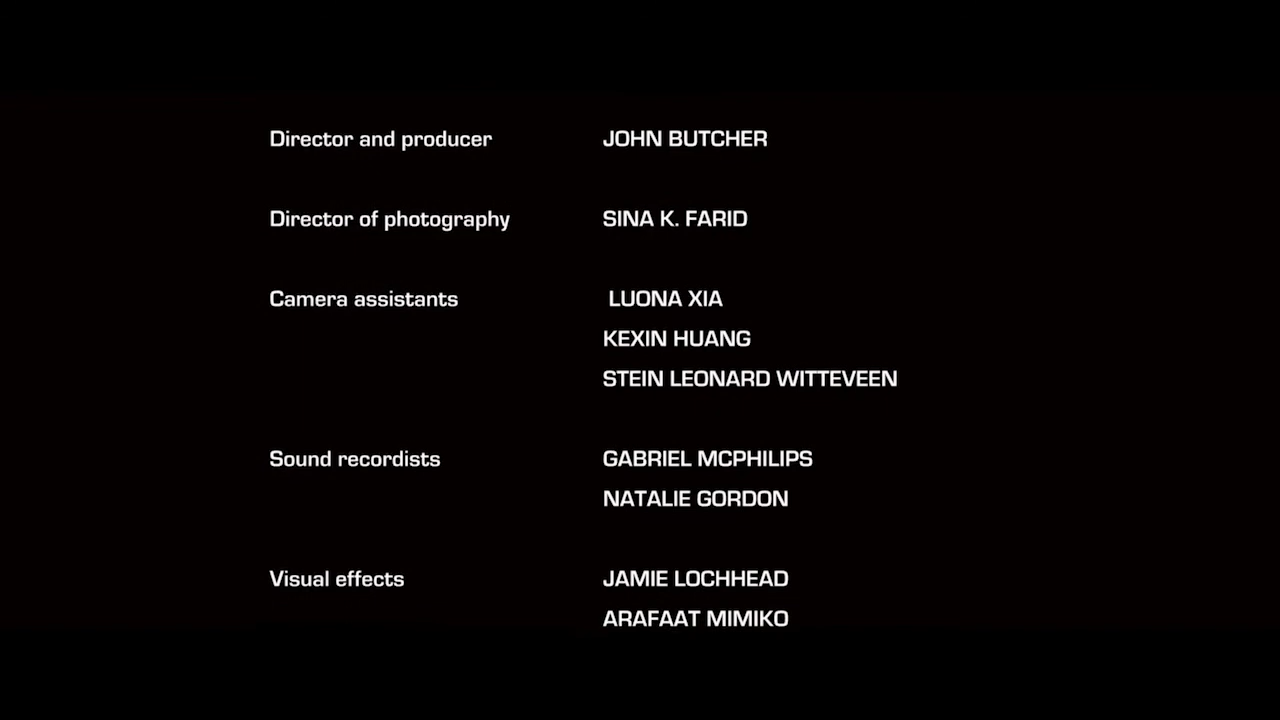 Director and producer JOHN BUTCHER
Director of photography SINA K. FARID
Camera assistants LUONA XIA
KEXIN HUANG
STEIN LEONARD WITTEVEEN
Sound recordists GABRIEL MCPHILIPS
NATALIE GORDON
Visual effects JAMIE LOCHHEAD
ARAFAAT MIMIKO